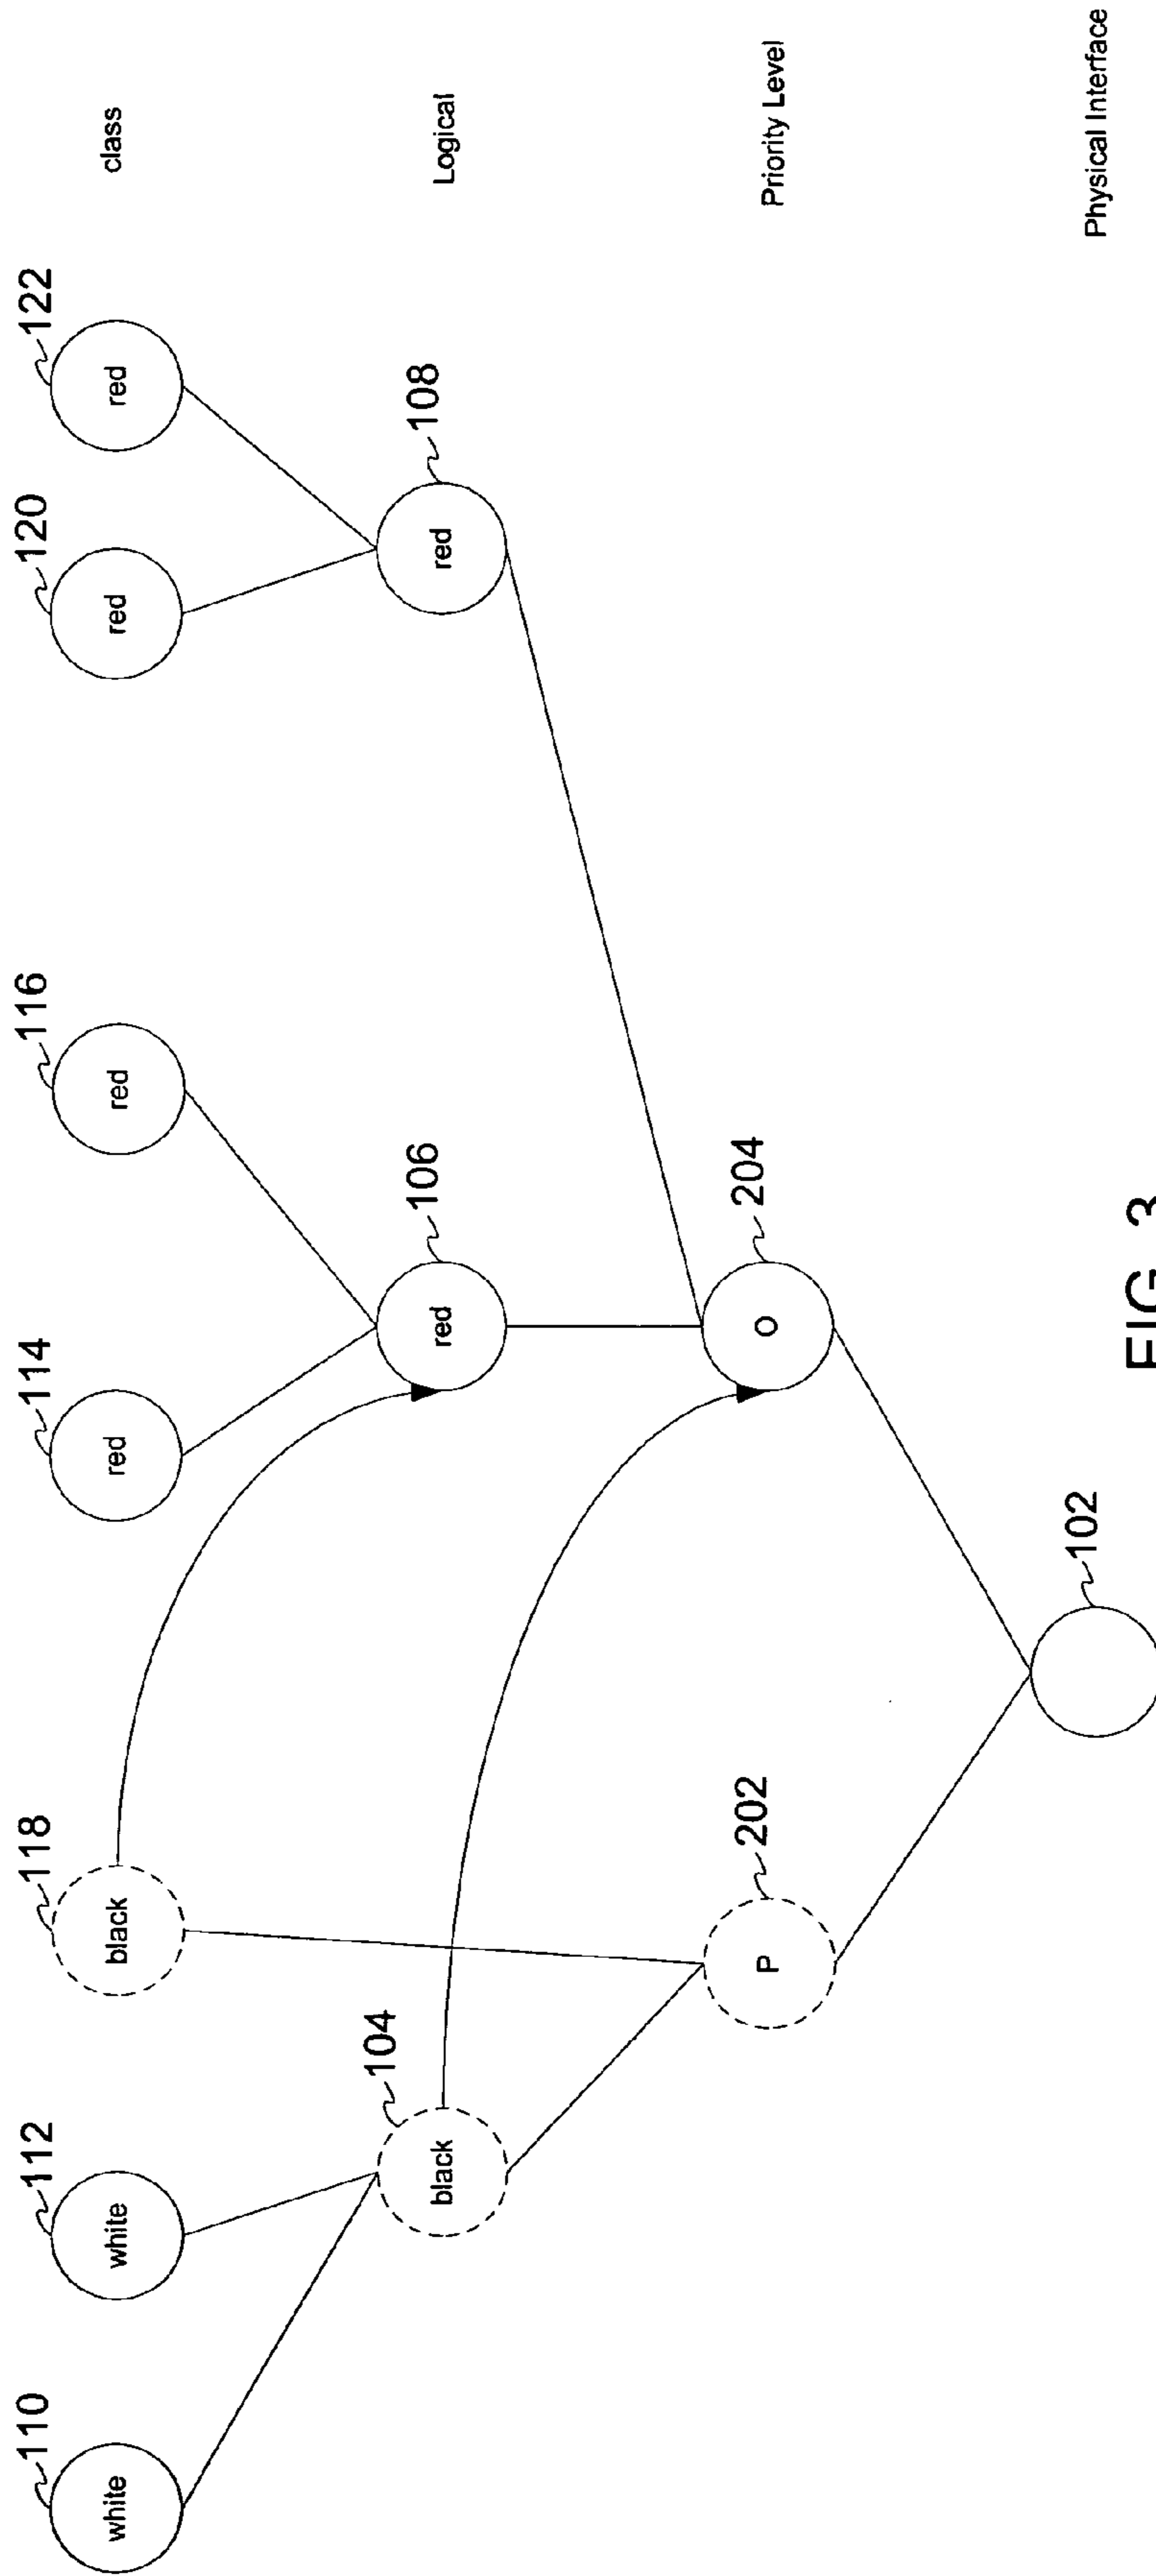 110
112
118
114
116
120
122
white
white
black
red
red
red
red
class
104
106
108
black
red
red
Logical
202
204
P
O
Priority Level
102
Physical Interface
FIG. 3